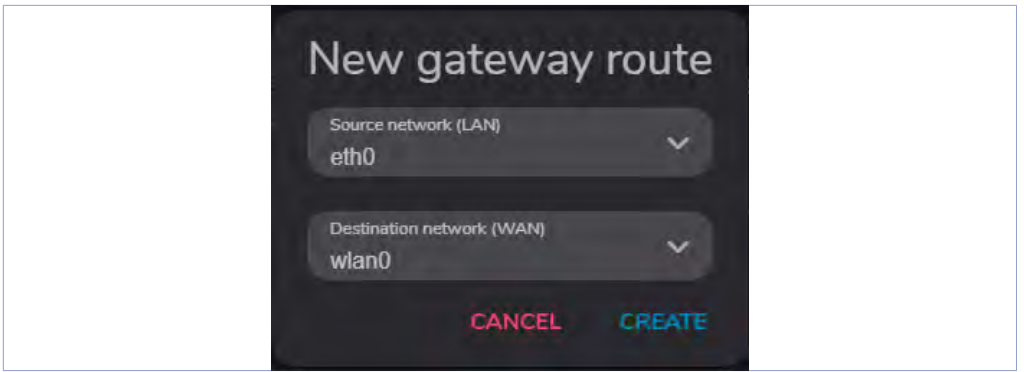 New gateway route
Source network (LAN)
eth0
Destination network (WAN)
wlan0
CANCEL CREATE